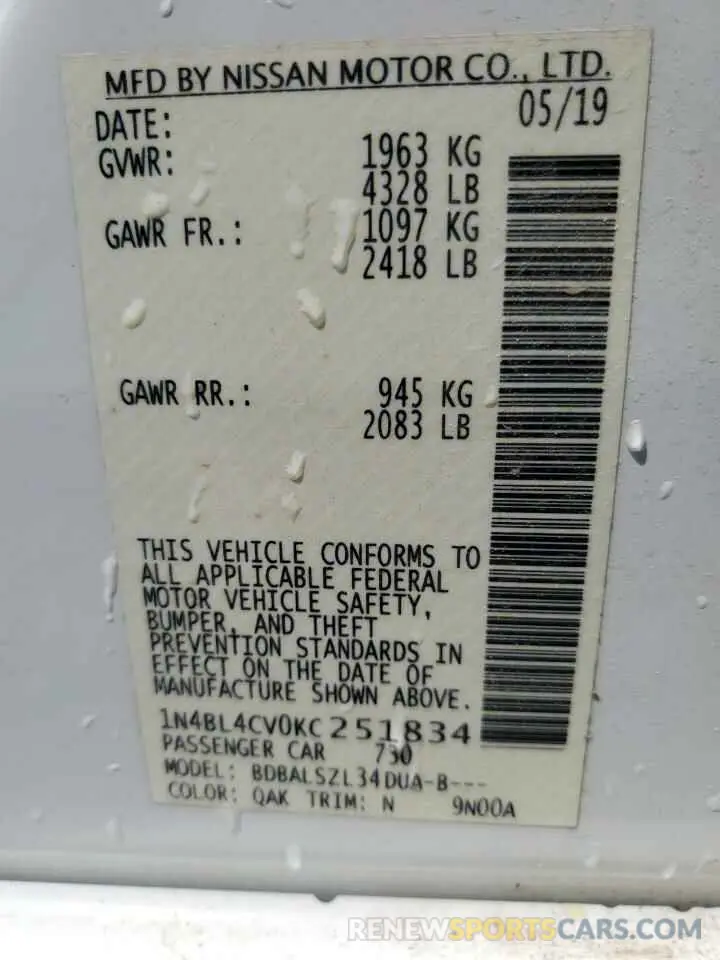 MFD BY NISSAN MOTOR CO., LTD.
DATE: 05/19
GVWR: 1963 KG
4328 LB
GAWR FR.: 1097 KG
2418 LB
GAWR RR.: 945 KG
2083 LB
THIS VEHICLE CONFORMS TO
ALL APPLICABLE FEDERAL
MOTOR VEHICLE SAFETY,
BUMPER, AND THEFT
PREVENTION STANDARDS IN
EFFECT ON THE DATE OF
MANUFACTURE SHOWN ABOVE.
1N4BL4CV0KC251834
PASSENGER CAR 730
MODEL: BDBALSZL34DUA-B---
COLOR: QAK TRIM: N 9N00A
RENEWSPORTSCARS.COM